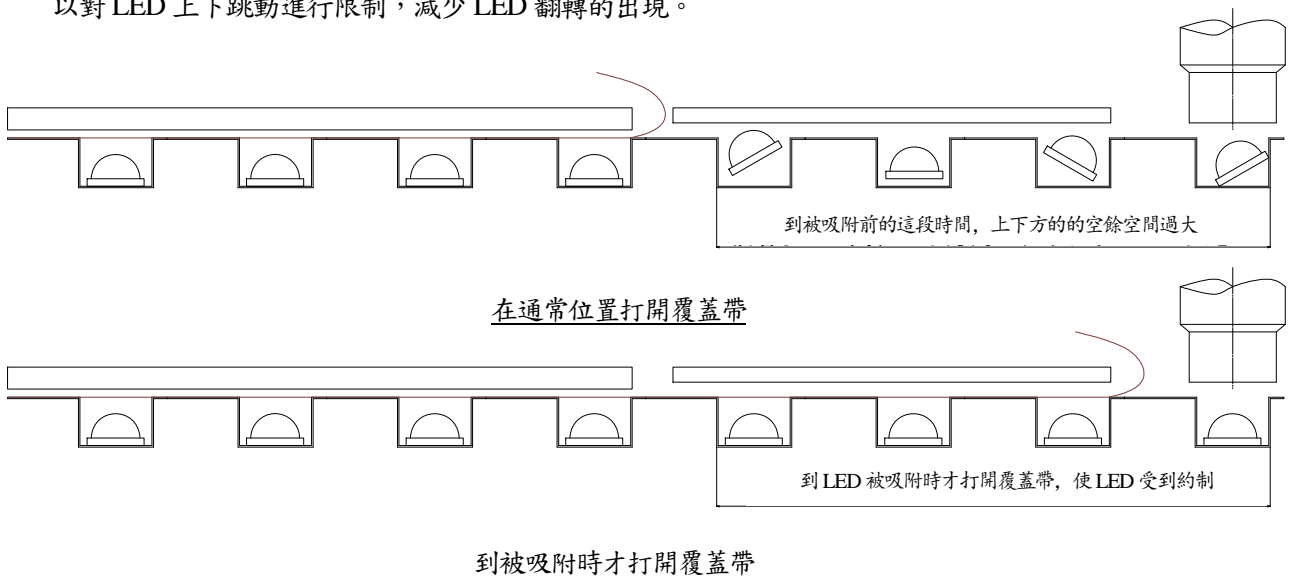 以對 LED 上下跳動進行限制，減少 LED 翻轉的出現。
到被吸附前的這段時間，上下方的的空餘空間過大
在通常位置打開覆蓋帶
到 LED 被吸附時才打開覆蓋帶，使 LED 受到約制
到被吸附時才打開覆蓋帶